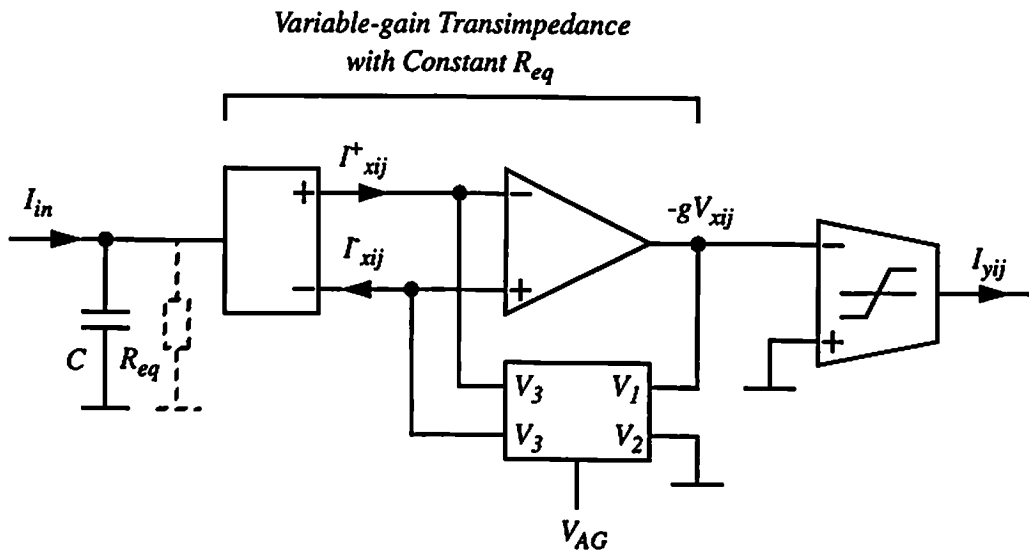 Variable-gain Transimpedance
with Constant R_eq
I_in
I^+_xij
I^-_xij
+
−
−
+
-gV_xij
−
+
I_yij
C
R_eq
V_3
V_1
V_3
V_2
V_AG